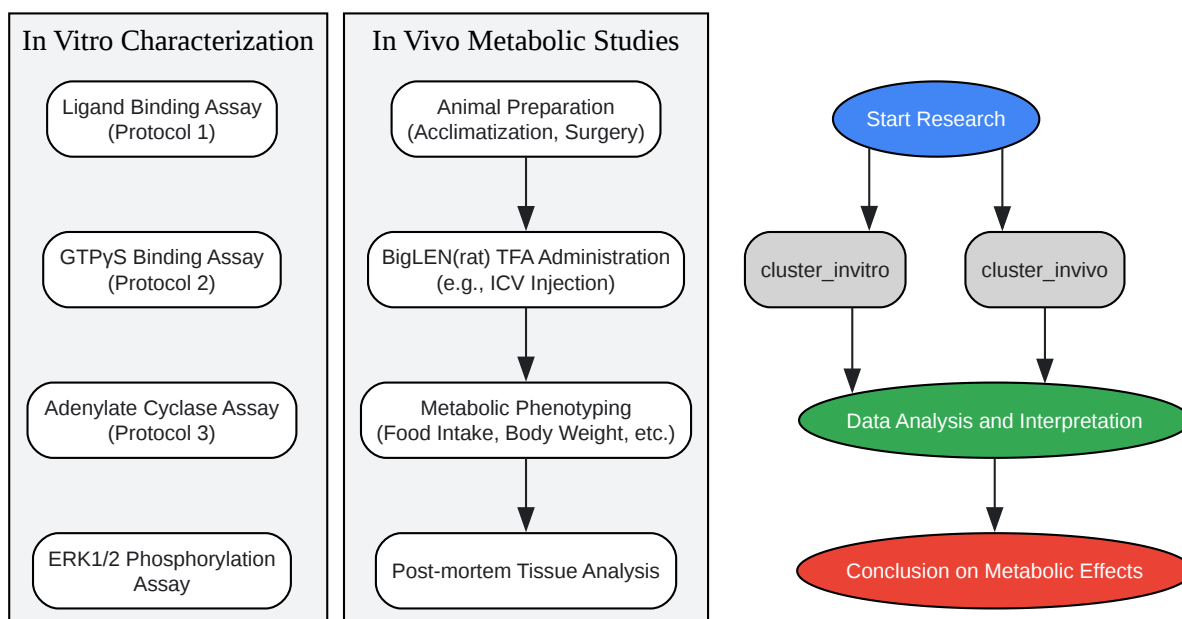 In Vitro Characterization
Ligand Binding Assay
(Protocol 1)
GTPγS Binding Assay
(Protocol 2)
Adenylate Cyclase Assay
(Protocol 3)
ERK1/2 Phosphorylation
Assay
In Vivo Metabolic Studies
Animal Preparation
(Acclimatization, Surgery)
BigLEN(rat) TFA Administration
(e.g., ICV Injection)
Metabolic Phenotyping
(Food Intake, Body Weight, etc.)
Post-mortem Tissue Analysis
Start Research
cluster_invitro
cluster_invivo
Data Analysis and Interpretation
Conclusion on Metabolic Effects